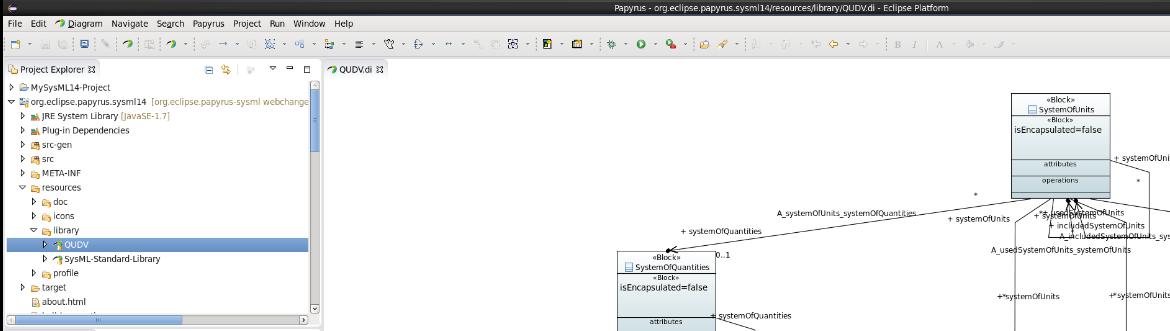 Papyrus - org.eclipse.papyrus.sysml14/resources/library/QUDV.di - Eclipse Platform
File Edit Diagram Navigate Search Papyrus Project Run Window Help
B I A
Project Explorer
QUDV.di
MySysML14-Project
org.eclipse.papyrus.sysml14 [org.eclipse.papyrus-sysml webchange
JRE System Library [JavaSE-1.7]
Plug-in Dependencies
src-gen
src
META-INF
resources
doc
icons
library
QUDV
SysML-Standard-Library
profile
target
about.html
«Block»
SystemOfUnits
«Block»
isEncapsulated=false
attributes
operations
+ systemOfUni
*
*
A_systemOfUnits_systemOfQuantities
+ systemOfUnits
+ systemOfQuantities
0..1
*+ usedSystemOfUnits
+ systemOfUnits
+ includedSystemOfUnits
A_includedSystemOfUnits_sys
A_usedSystemOfUnits_systemOfUnits
+*systemOfUnits
+*systemOfUnits
«Block»
SystemOfQuantities
«Block»
isEncapsulated=false
+ systemOfQuantities
attributes